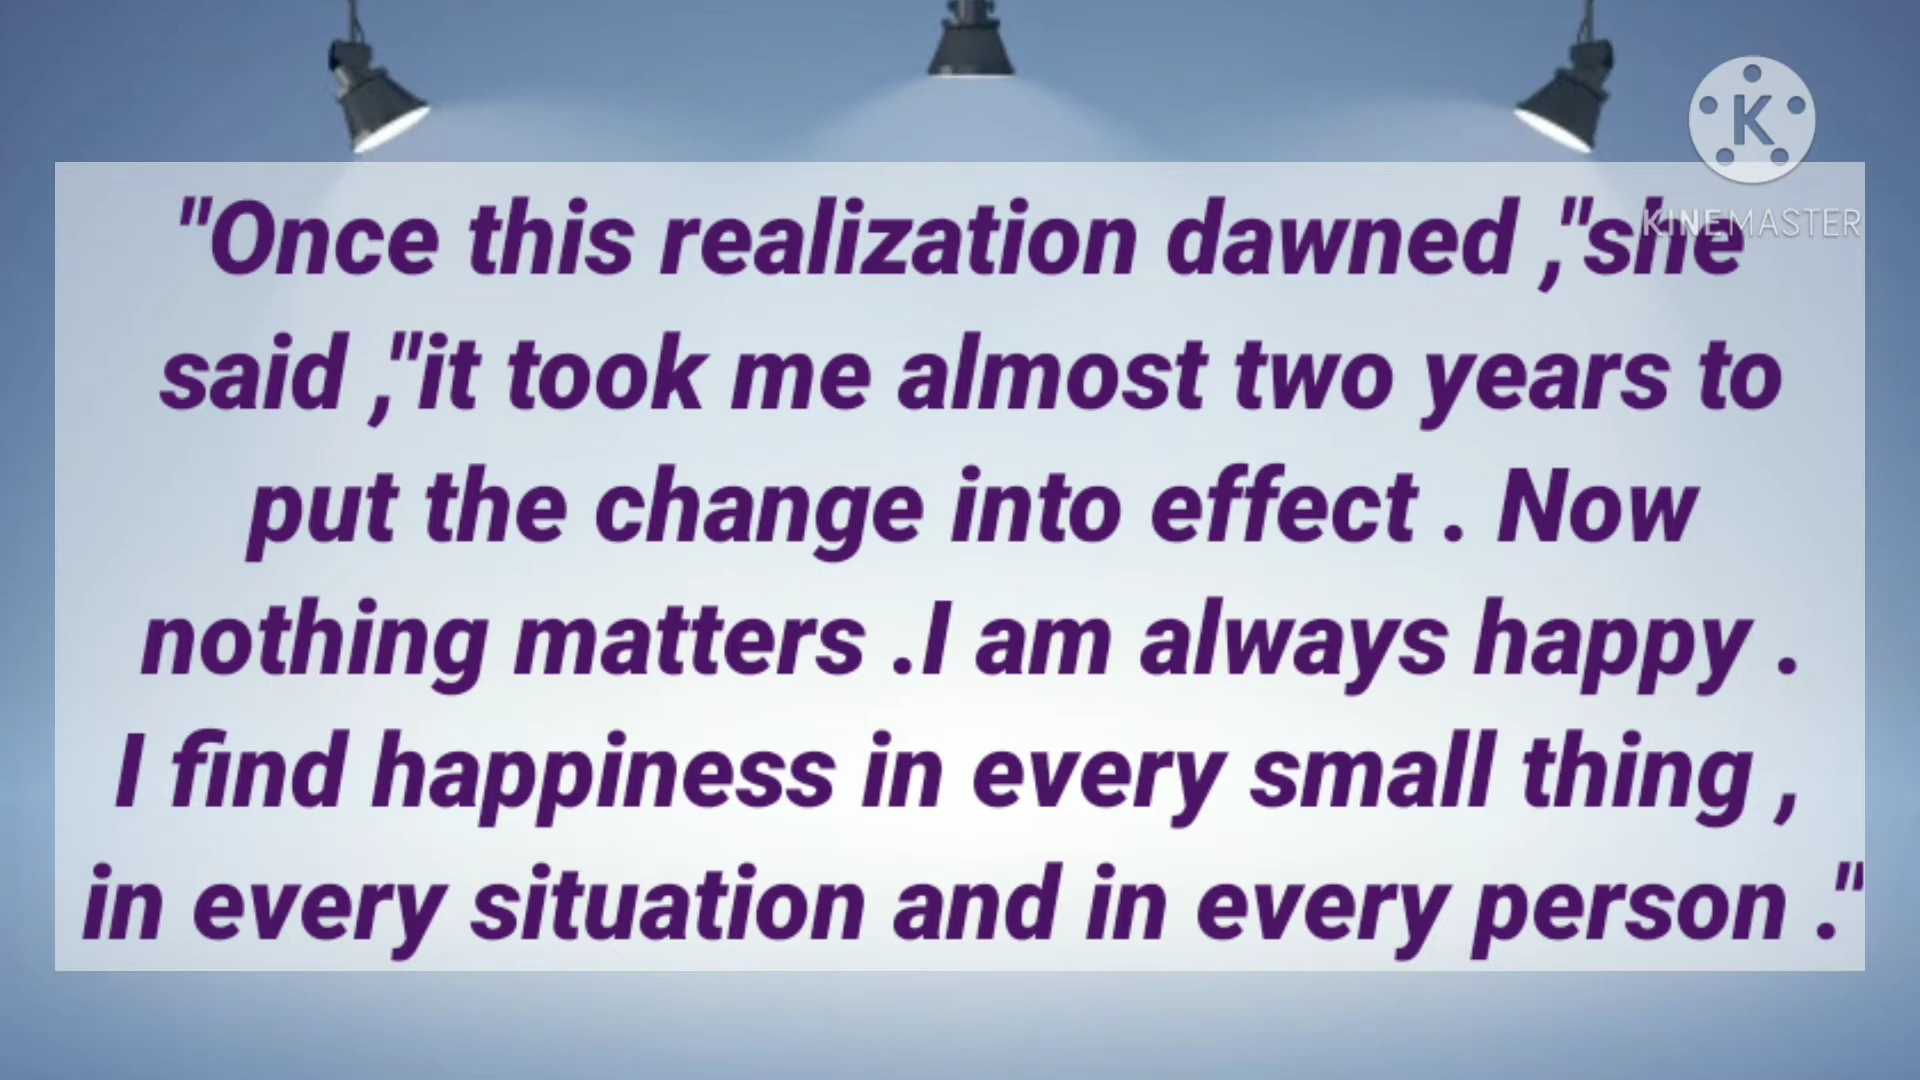 "Once this realization dawned ,"she
said ,"it took me almost two years to
put the change into effect . Now
nothing matters .I am always happy .
I find happiness in every small thing ,
in every situation and in every person ."
K
KINEMASTER